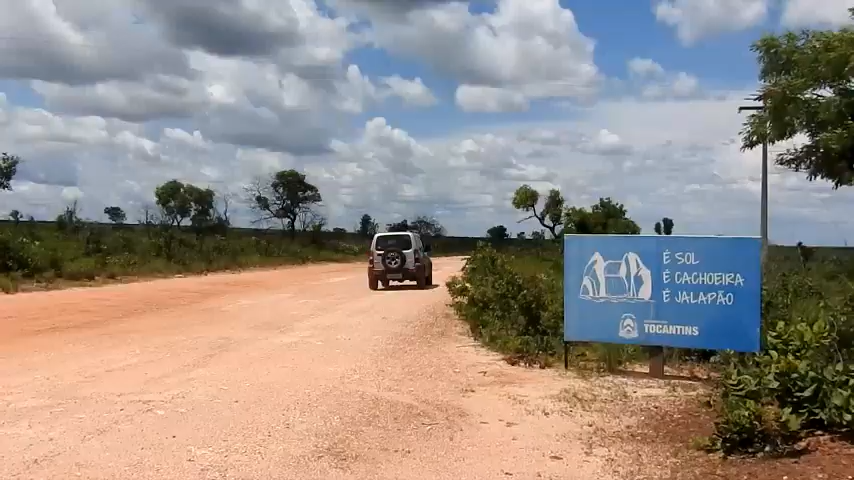 É SOL
É CACHOEIRA
É JALAPÃO
TOCANTINS